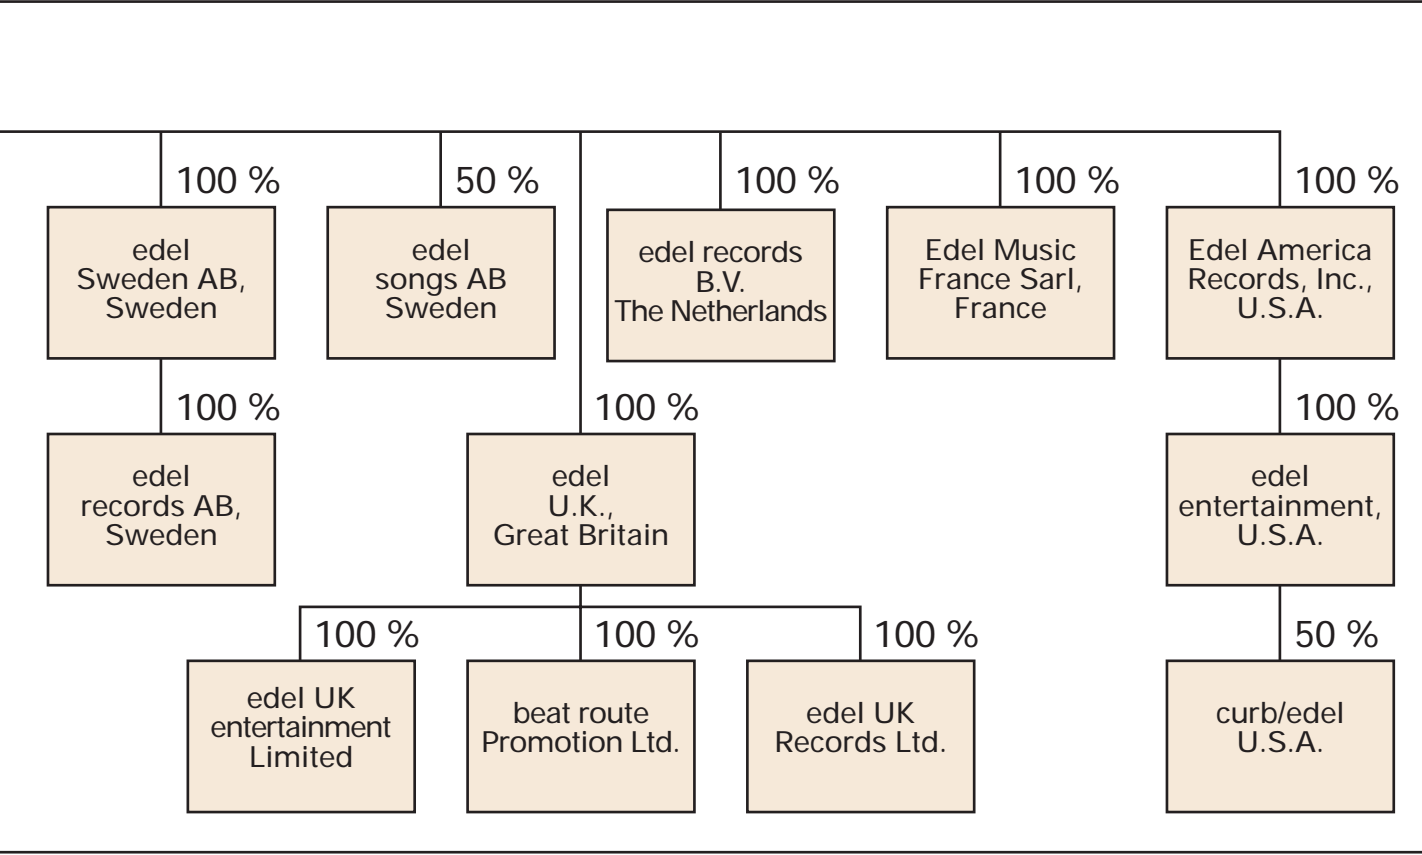 100 %
50 %
100 %
100 %
100 %
edel
Sweden AB,
Sweden
edel
songs AB
Sweden
edel records
B.V.
The Netherlands
Edel Music
France Sarl,
France
Edel America
Records, Inc.,
U.S.A.
100 %
100 %
100 %
edel
records AB,
Sweden
edel
U.K.,
Great Britain
edel
entertainment,
U.S.A.
100 %
100 %
100 %
50 %
edel UK
entertainment
Limited
beat route
Promotion Ltd.
edel UK
Records Ltd.
curb/edel
U.S.A.